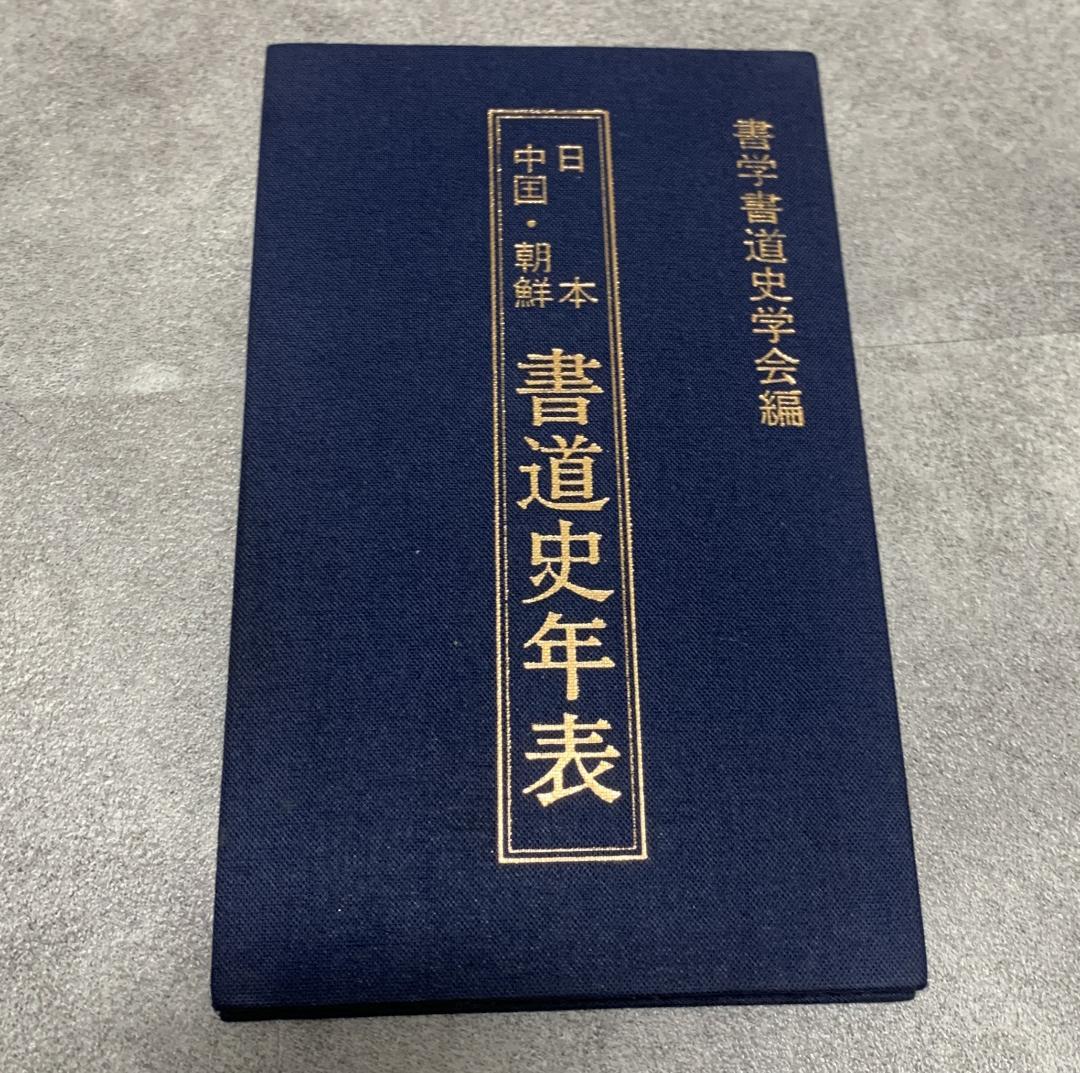 書学書道史学会編
日本
中国・朝鮮
書道史年表